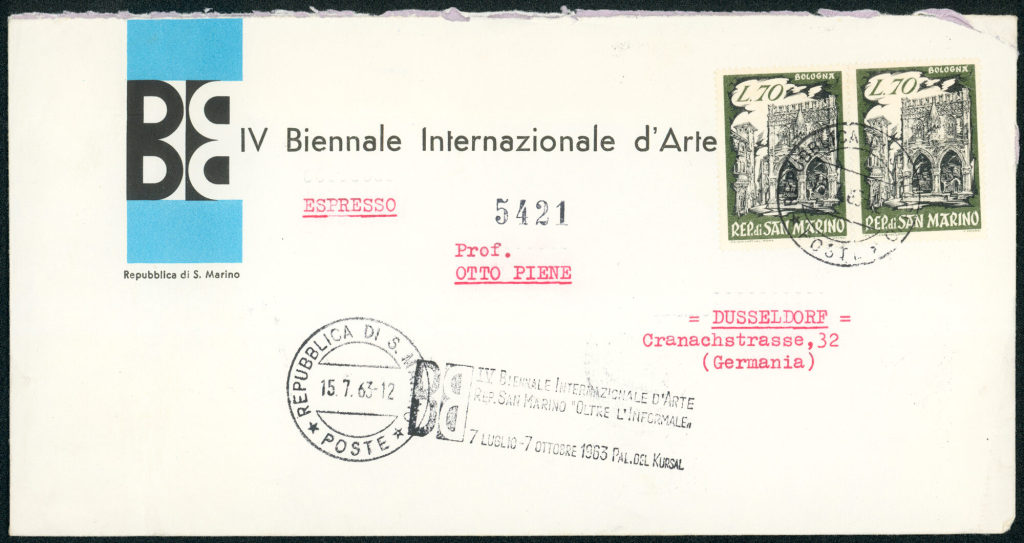 BB
IV Biennale Internazionale d'Arte
Repubblica di S. Marino
L.70 BOLOGNA
REP. di SAN MARINO
L.70 BOLOGNA
REP. di SAN MARINO
ESPRESSO
5421
Prof.
OTTO PIENE
= DUSSELDORF =
Cranachstrasse,32
(Germania)
REPUBBLICA DI S. M
15.7.63-12
★ POSTE ★
BB
IV BIENNALE INTERNAZIONALE D'ARTE
REP. SAN MARINO "OLTRE L'INFORMALE"
7 LUGLIO-7 OTTOBRE 1963 PAL. DEL KURSAL